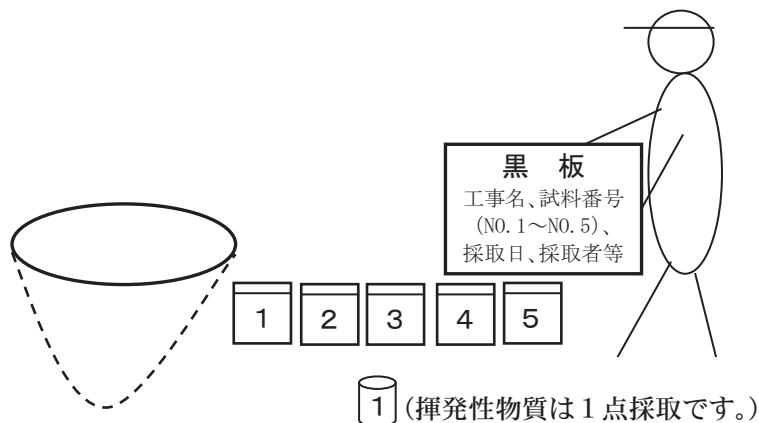 黒 板
工事名、試料番号
(NO.1～NO.5)、
採取日、採取者等
1 2 3 4 5
1 (揮発性物質は1点採取です。)